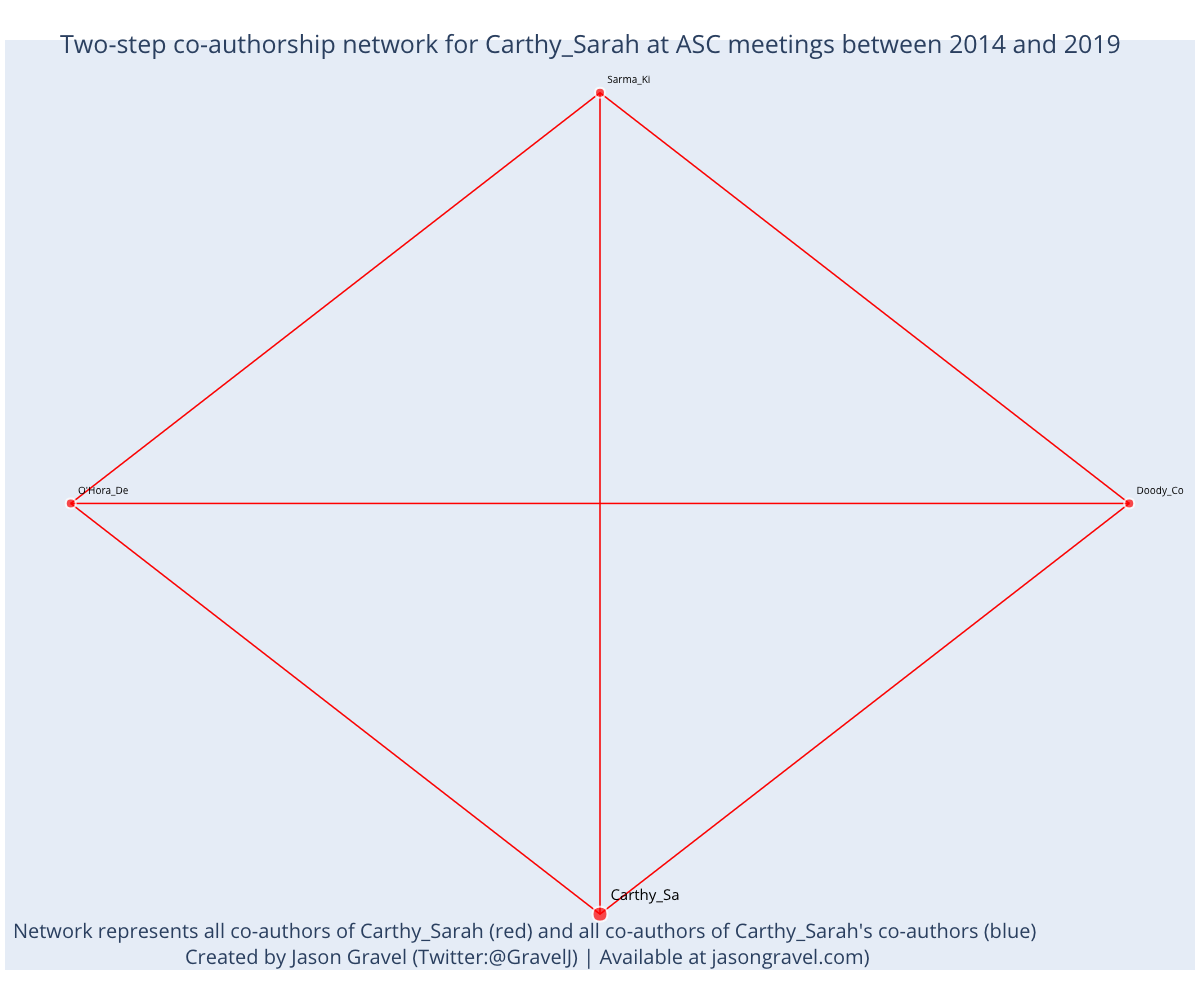 Two-step co-authorship network for Carthy_Sarah at ASC meetings between 2014 and 2019
Sarma_Ki
O'Hora_De
Doody_Co
Carthy_Sa
Network represents all co-authors of Carthy_Sarah (red) and all co-authors of Carthy_Sarah's co-authors (blue)
Created by Jason Gravel (Twitter:@GravelJ) | Available at jasongravel.com)